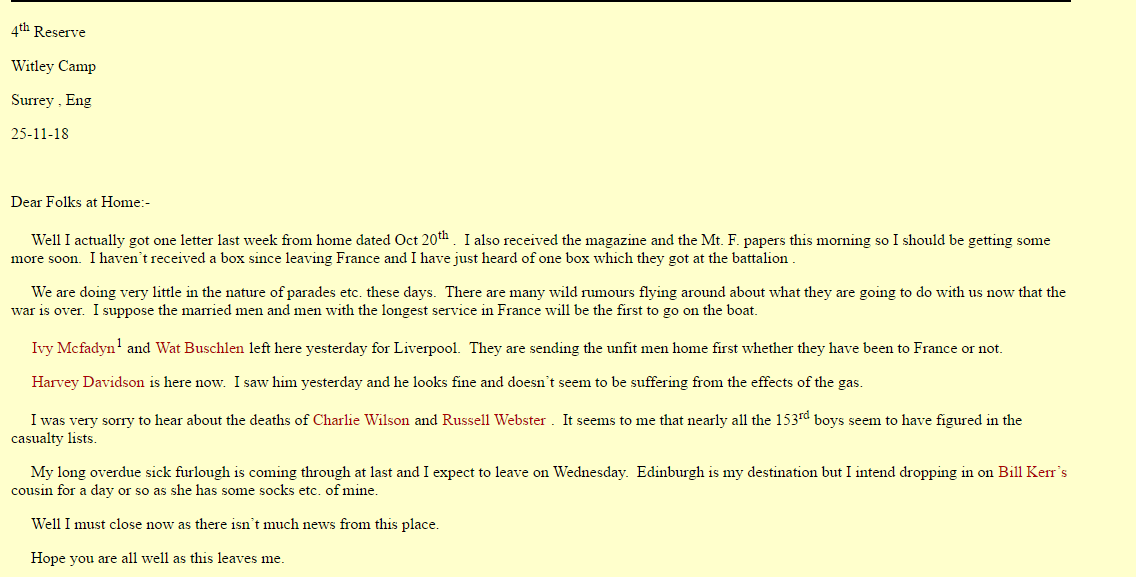 4th Reserve
Witley Camp
Surrey , Eng
25-11-18
Dear Folks at Home:-
Well I actually got one letter last week from home dated Oct 20th .  I also received the magazine and the Mt. F. papers this morning so I should be getting some
more soon.  I haven't received a box since leaving France and I have just heard of one box which they got at the battalion .
We are doing very little in the nature of parades etc. these days.  There are many wild rumours flying around about what they are going to do with us now that the
war is over.  I suppose the married men and men with the longest service in France will be the first to go on the boat.
Ivy Mcfadyn1 and Wat Buschlen left here yesterday for Liverpool.  They are sending the unfit men home first whether they have been to France or not.
Harvey Davidson is here now.  I saw him yesterday and he looks fine and doesn't seem to be suffering from the effects of the gas.
I was very sorry to hear about the deaths of Charlie Wilson and Russell Webster .  It seems to me that nearly all the 153rd boys seem to have figured in the
casualty lists.
My long overdue sick furlough is coming through at last and I expect to leave on Wednesday.  Edinburgh is my destination but I intend dropping in on Bill Kerr's
cousin for a day or so as she has some socks etc. of mine.
Well I must close now as there isn't much news from this place.
Hope you are all well as this leaves me.